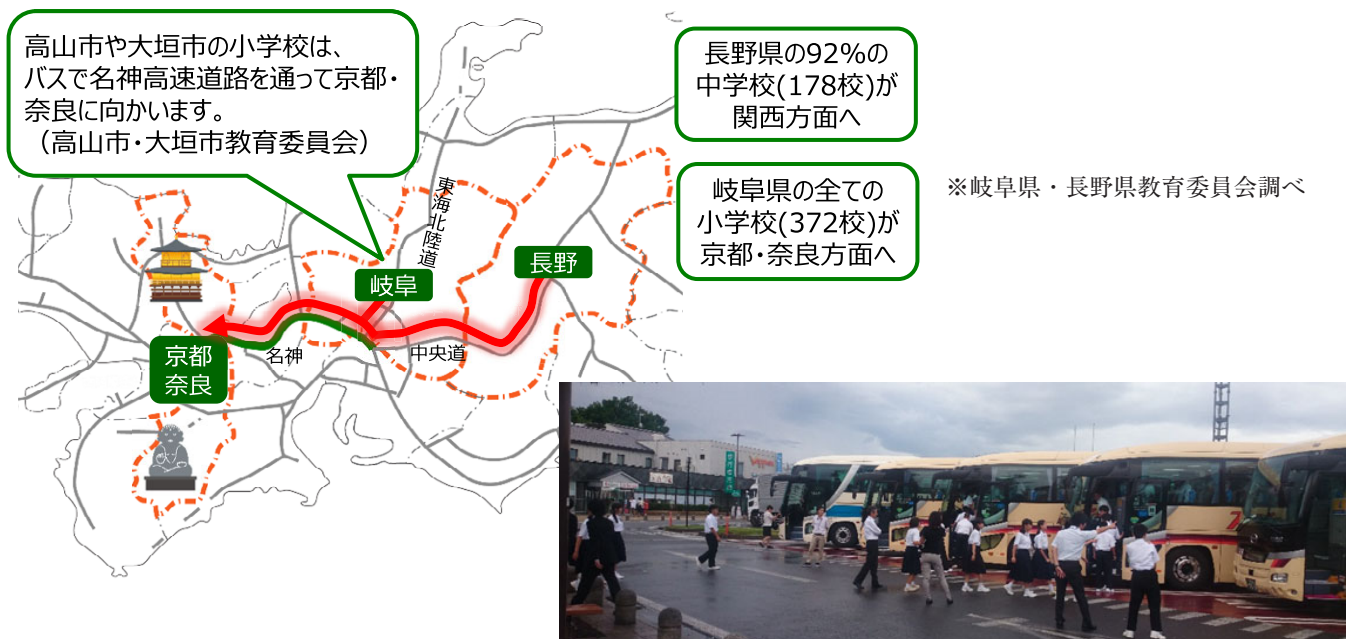 高山市や大垣市の小学校は、
バスで名神高速道路を通って京都・
奈良に向かいます。
（高山市・大垣市教育委員会）
長野県の92%の
中学校(178校)が
関西方面へ
岐阜県の全ての
小学校(372校)が
京都・奈良方面へ
※岐阜県・長野県教育委員会調べ
東海北陸道
長野
岐阜
京都
奈良
名神
中央道